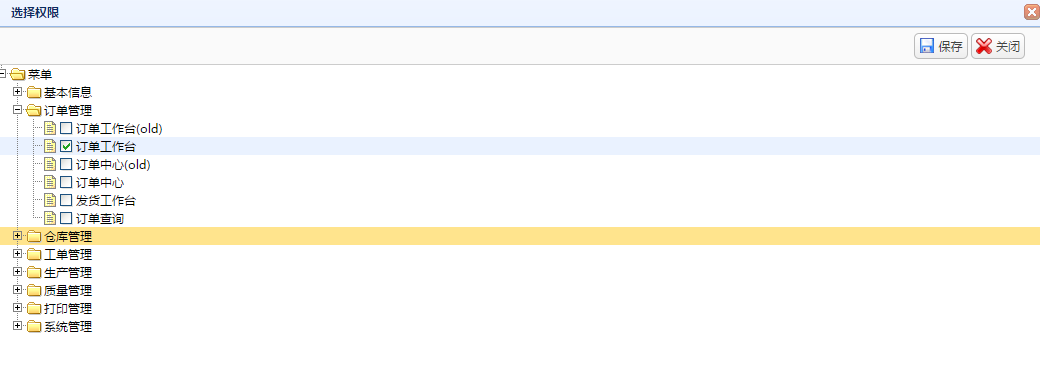 选择权限
保存 关闭
菜单
基本信息
订单管理
订单工作台(old)
订单工作台
订单中心(old)
订单中心
发货工作台
订单查询
仓库管理
工单管理
生产管理
质量管理
打印管理
系统管理